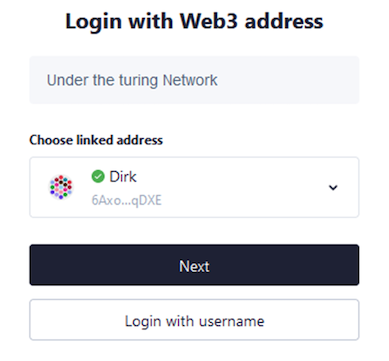 Login with Web3 address
Under the turing Network
Choose linked address
Dirk
6Axo...qDXE
Next
Login with username